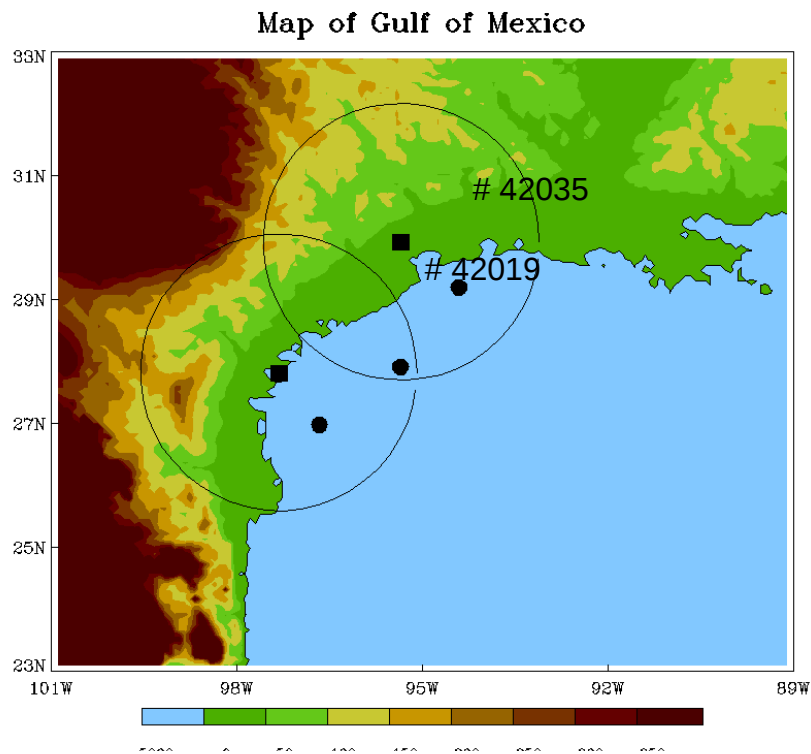 Map of Gulf of Mexico
33N
31N
# 42035
# 42019
29N
27N
25N
23N
101W 98W 95W 92W 89W